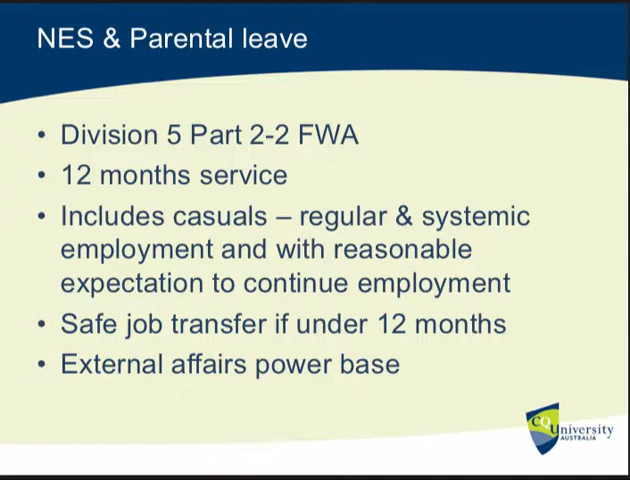 NES & Parental leave
• Division 5 Part 2-2 FWA
• 12 months service
• Includes casuals – regular & systemic
employment and with reasonable
expectation to continue employment
• Safe job transfer if under 12 months
• External affairs power base
CQUniversity
AUSTRALIA